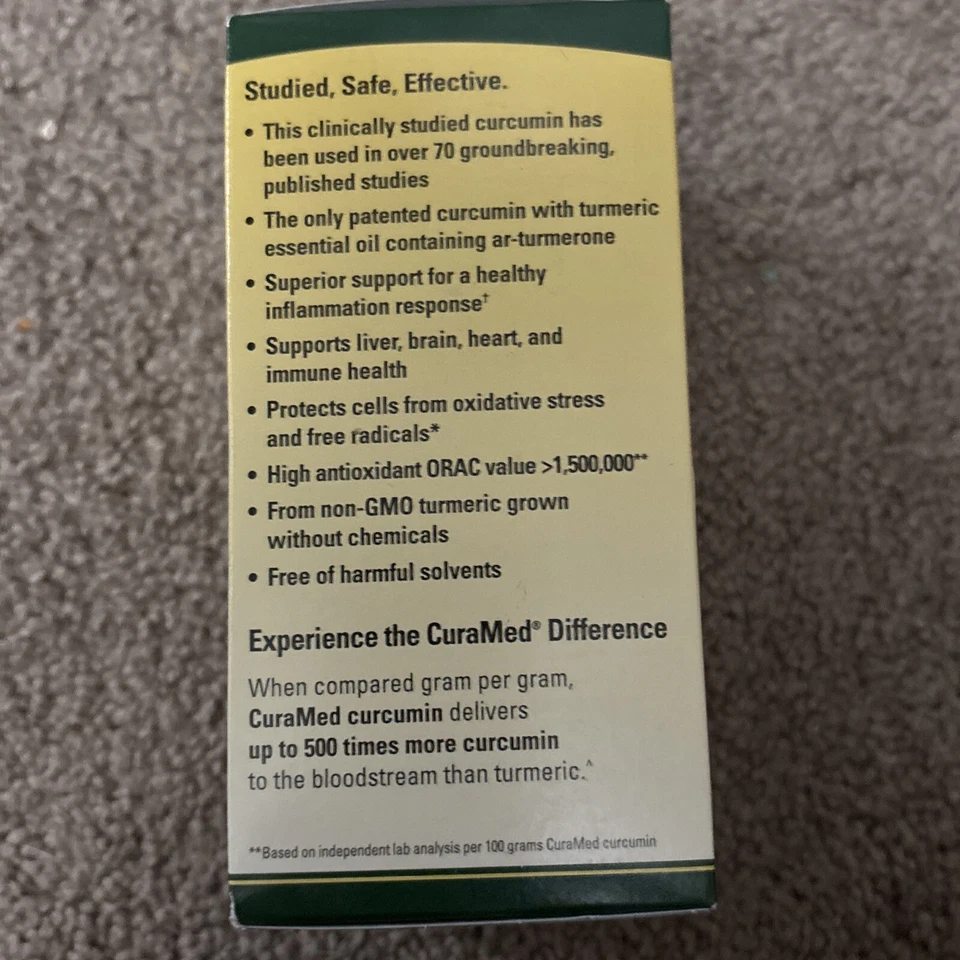 Studied, Safe, Effective.
• This clinically studied curcumin has
been used in over 70 groundbreaking,
published studies
• The only patented curcumin with turmeric
essential oil containing ar-turmerone
• Superior support for a healthy
inflammation response†
• Supports liver, brain, heart, and
immune health
• Protects cells from oxidative stress
and free radicals*
• High antioxidant ORAC value >1,500,000**
• From non-GMO turmeric grown
without chemicals
• Free of harmful solvents
Experience the CuraMed® Difference
When compared gram per gram,
CuraMed curcumin delivers
up to 500 times more curcumin
to the bloodstream than turmeric.^
**Based on independent lab analysis per 100 grams CuraMed curcumin